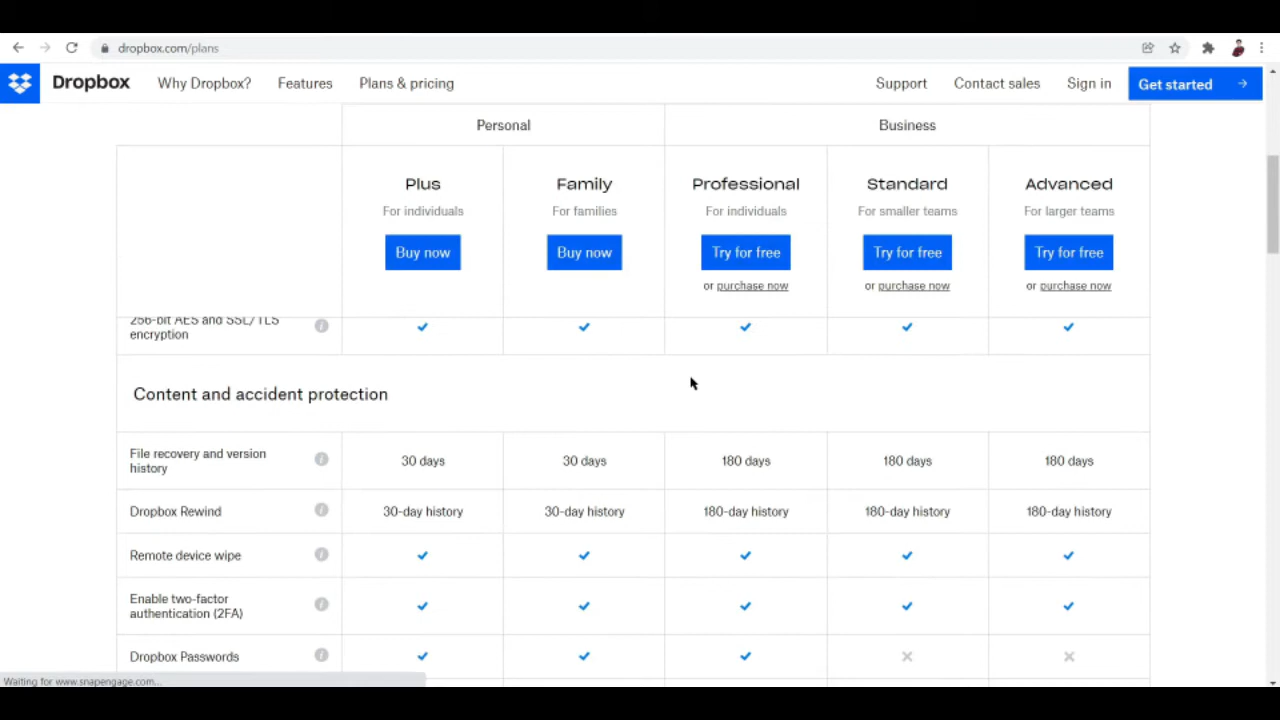 dropbox.com/plans
Dropbox Why Dropbox? Features Plans & pricing Support Contact sales Sign in Get started
Personal Business
Plus Family Professional Standard Advanced
For individuals For families For individuals For smaller teams For larger teams
Buy now Buy now Try for free Try for free Try for free
or purchase now or purchase now or purchase now
256-bit AES and SSL/TLS
encryption
Content and accident protection
File recovery and version
history
30 days 30 days 180 days 180 days 180 days
Dropbox Rewind 30-day history 30-day history 180-day history 180-day history 180-day history
Remote device wipe
Enable two-factor
authentication (2FA)
Dropbox Passwords
Waiting for www.snapengage.com...